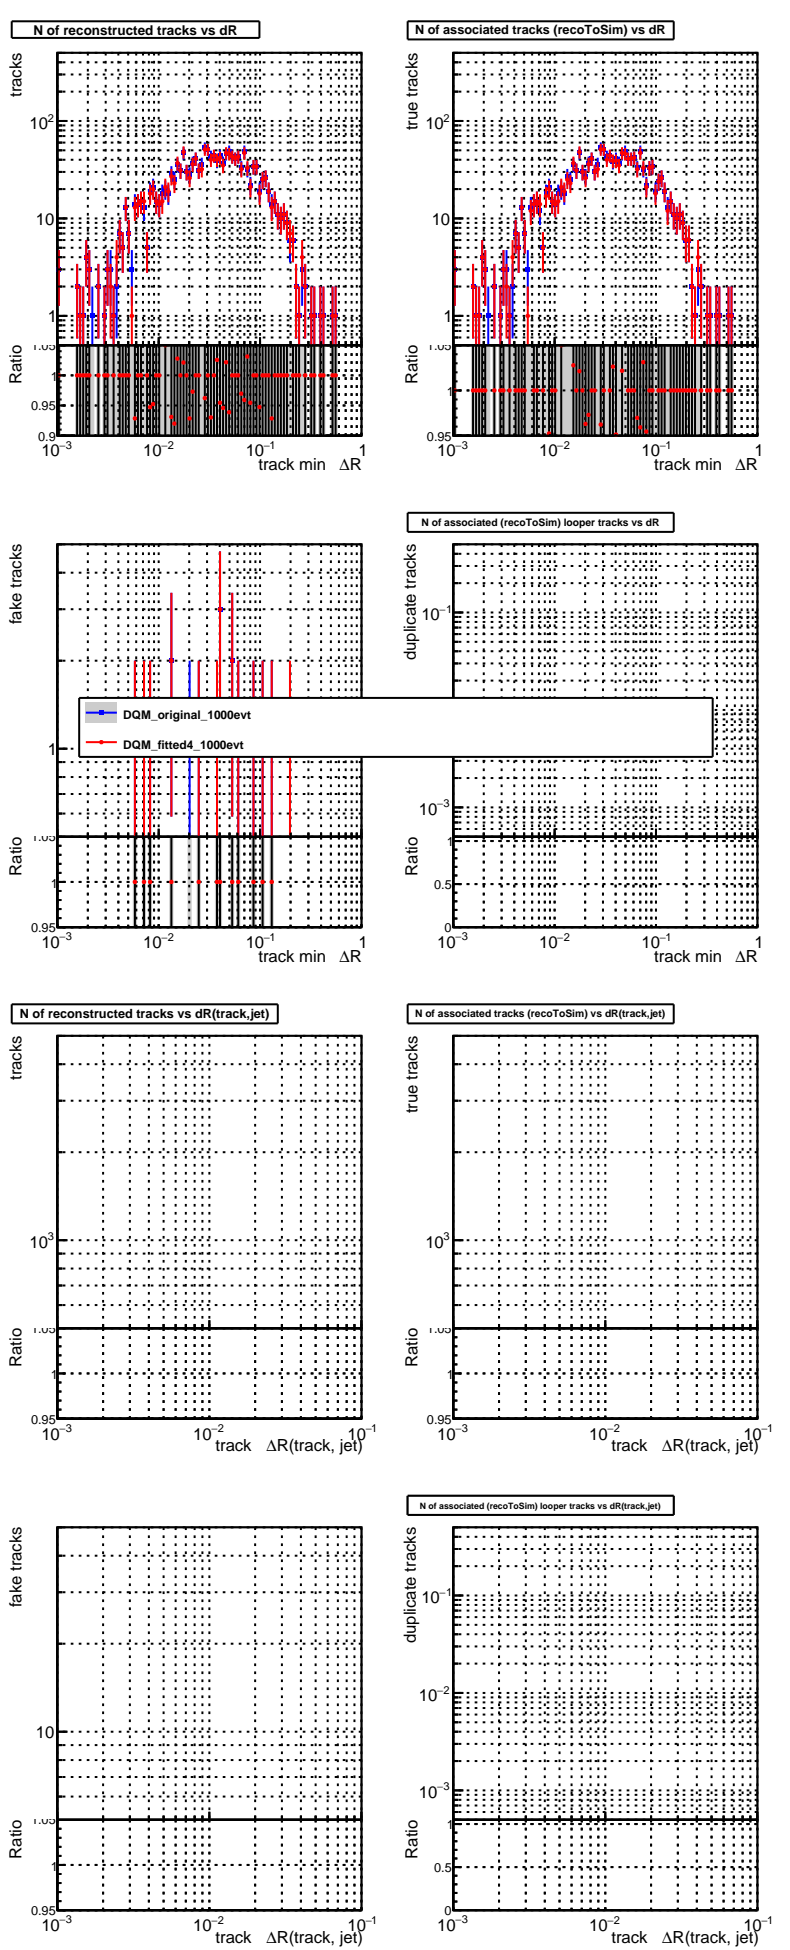 N of reconstructed tracks vs dR
tracks
10²
10
1
Ratio
1.05
1
0.95
0.9
10⁻³ 10⁻² 10⁻¹ 1
track min ΔR
N of associated tracks (recoToSim) vs dR
true tracks
10²
10
1
Ratio
1.05
1
0.95
10⁻³ 10⁻² 10⁻¹ 1
track min ΔR
fake tracks
1
Ratio
1.05
1
0.95
10⁻³ 10⁻² 10⁻¹ 1
track min ΔR
N of associated (recoToSim) looper tracks vs dR
duplicate tracks
10⁻¹
10⁻³
Ratio
1
0.5
0
10⁻³ 10⁻² 10⁻¹ 1
track min ΔR
DQM_original_1000evt
DQM_fitted4_1000evt
N of reconstructed tracks vs dR(track,jet)
tracks
10³
Ratio
1.05
1
0.95
10⁻³ 10⁻² 10⁻¹
track ΔR(track, jet)
N of associated tracks (recoToSim) vs dR(track,jet)
true tracks
10³
Ratio
1.05
1
0.95
10⁻³ 10⁻² 10⁻¹
track ΔR(track, jet)
fake tracks
10
Ratio
1.05
1
0.95
10⁻³ 10⁻² 10⁻¹
track ΔR(track, jet)
N of associated (recoToSim) looper tracks vs dR(track,jet)
duplicate tracks
10⁻¹
10⁻²
10⁻³
Ratio
1
0.5
0
10⁻³ 10⁻² 10⁻¹
track ΔR(track, jet)